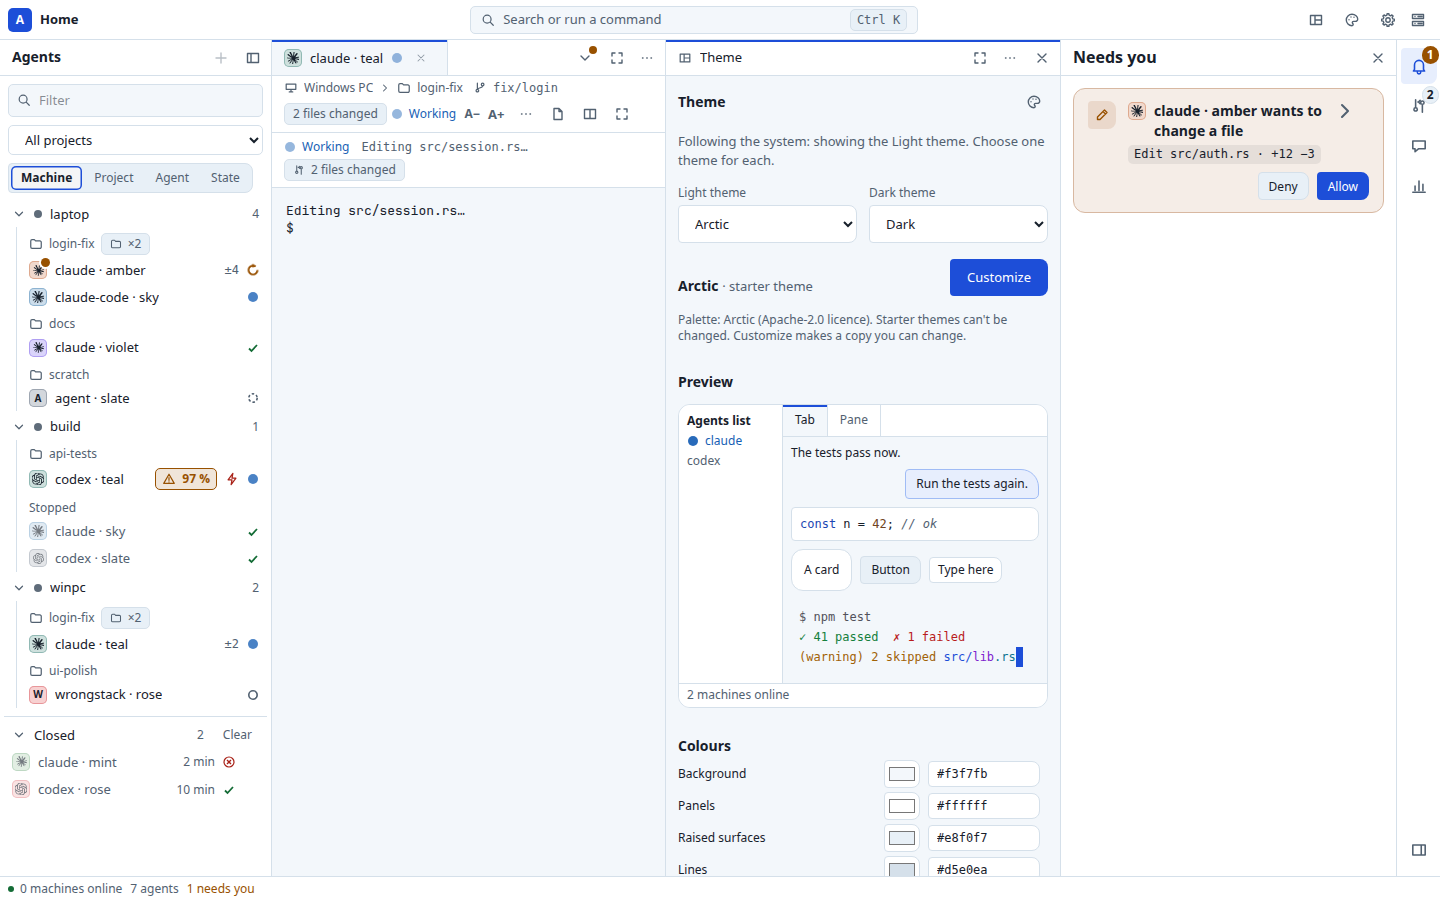 A Home
Search or run a command Ctrl K
Agents
Filter
All projects
Machine Project Agent State
laptop 4
login-fix ×2
claude · amber ±4
claude-code · sky
docs
claude · violet
scratch
A agent · slate
build 1
api-tests
codex · teal 97 %
Stopped
claude · sky
codex · slate
winpc 2
login-fix ×2
claude · teal ±2
ui-polish
W wrongstack · rose
Closed 2 Clear
claude · mint 2 min
codex · rose 10 min
0 machines online 7 agents 1 needs you
claude · teal
Windows PC login-fix fix/login
2 files changed Working A− A+
Working Editing src/session.rs…
2 files changed
Editing src/session.rs…
$
Theme
Theme
Following the system: showing the Light theme. Choose one
theme for each.
Light theme Dark theme
Arctic Dark
Arctic · starter theme Customize
Palette: Arctic (Apache-2.0 licence). Starter themes can't be
changed. Customize makes a copy you can change.
Preview
Agents list
claude
codex
Tab Pane
The tests pass now.
Run the tests again.
const n = 42; // ok
A card Button Type here
$ npm test
✓ 41 passed ✗ 1 failed
(warning) 2 skipped src/lib.rs
2 machines online
Colours
Background #f3f7fb
Panels #ffffff
Raised surfaces #e8f0f7
Lines #d5e0ea
Needs you
claude · amber wants to
change a file
Edit src/auth.rs · +12 −3
Deny Allow
1
2